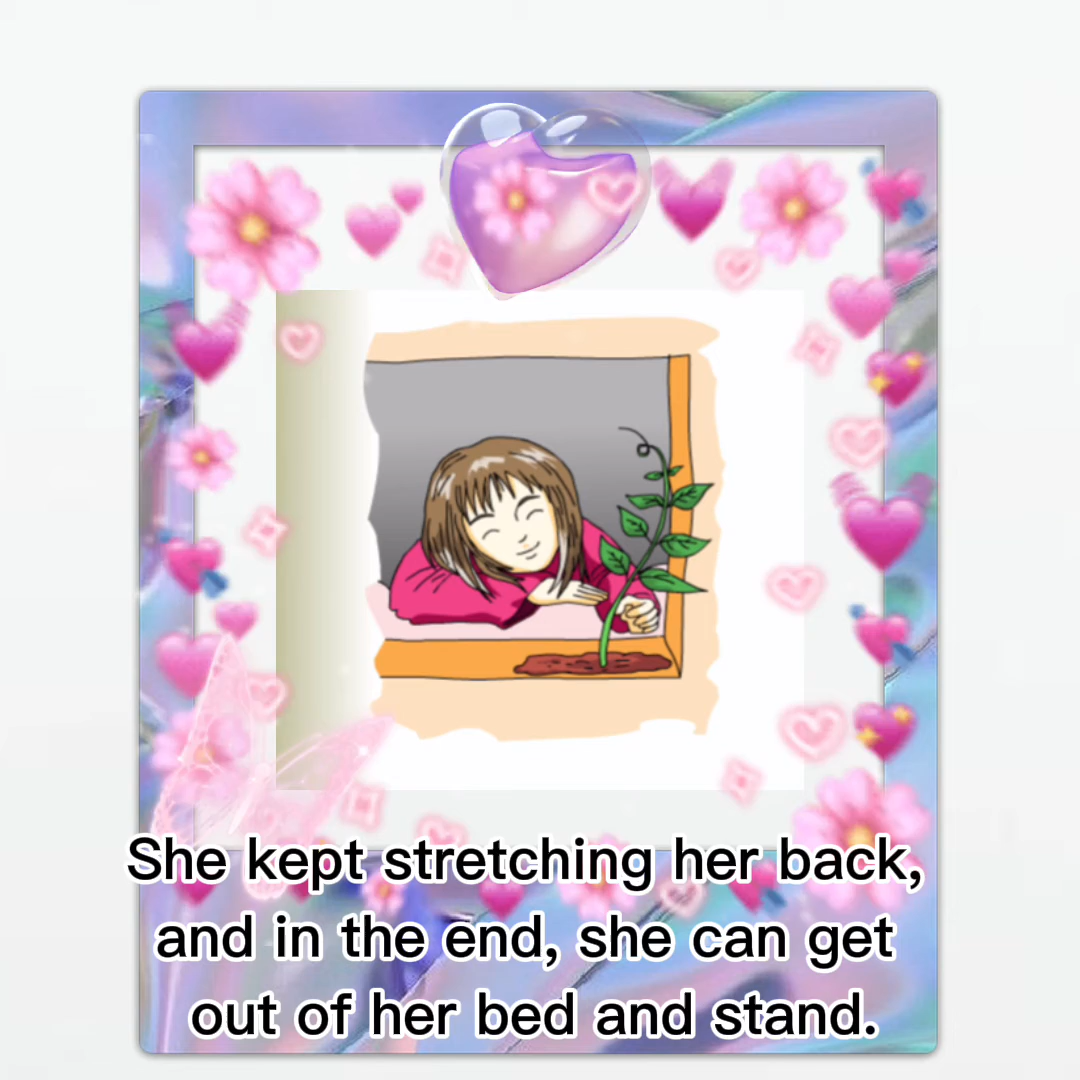 She kept stretching her back,
and in the end, she can get
out of her bed and stand.